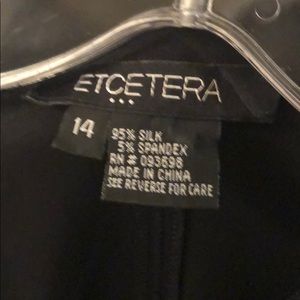 ETCETERA
14
95% SILK
5% SPANDEX
RN # 093698
MADE IN CHINA
SEE REVERSE FOR CARE